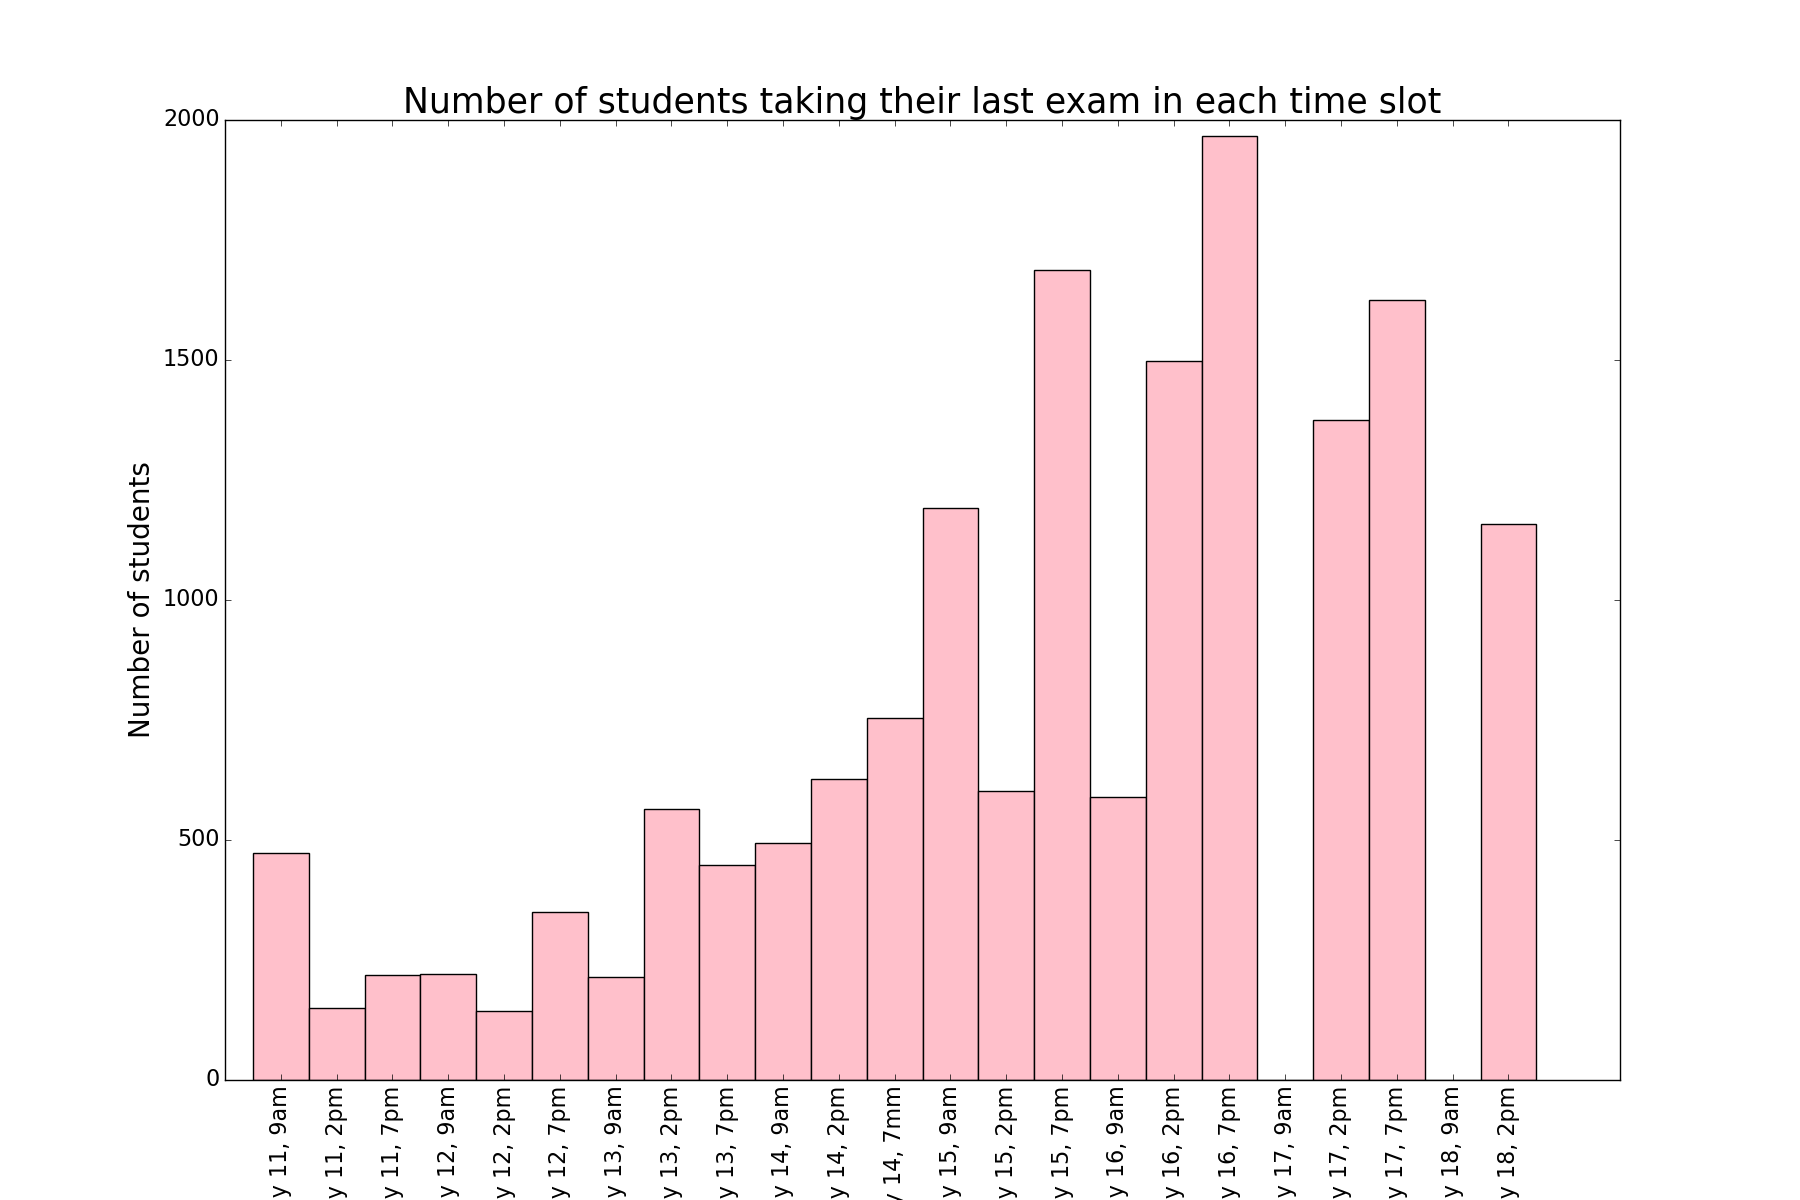 Number of students taking their last exam in each time slot
2000
1500
1000
500
0
Number of students
y 11, 9am
y 11, 2pm
y 11, 7pm
y 12, 9am
y 12, 2pm
y 12, 7pm
y 13, 9am
y 13, 2pm
y 13, 7pm
y 14, 9am
y 14, 2pm
y 14, 7mm
y 15, 9am
y 15, 2pm
y 15, 7pm
y 16, 9am
y 16, 2pm
y 16, 7pm
y 17, 9am
y 17, 2pm
y 17, 7pm
y 18, 9am
y 18, 2pm